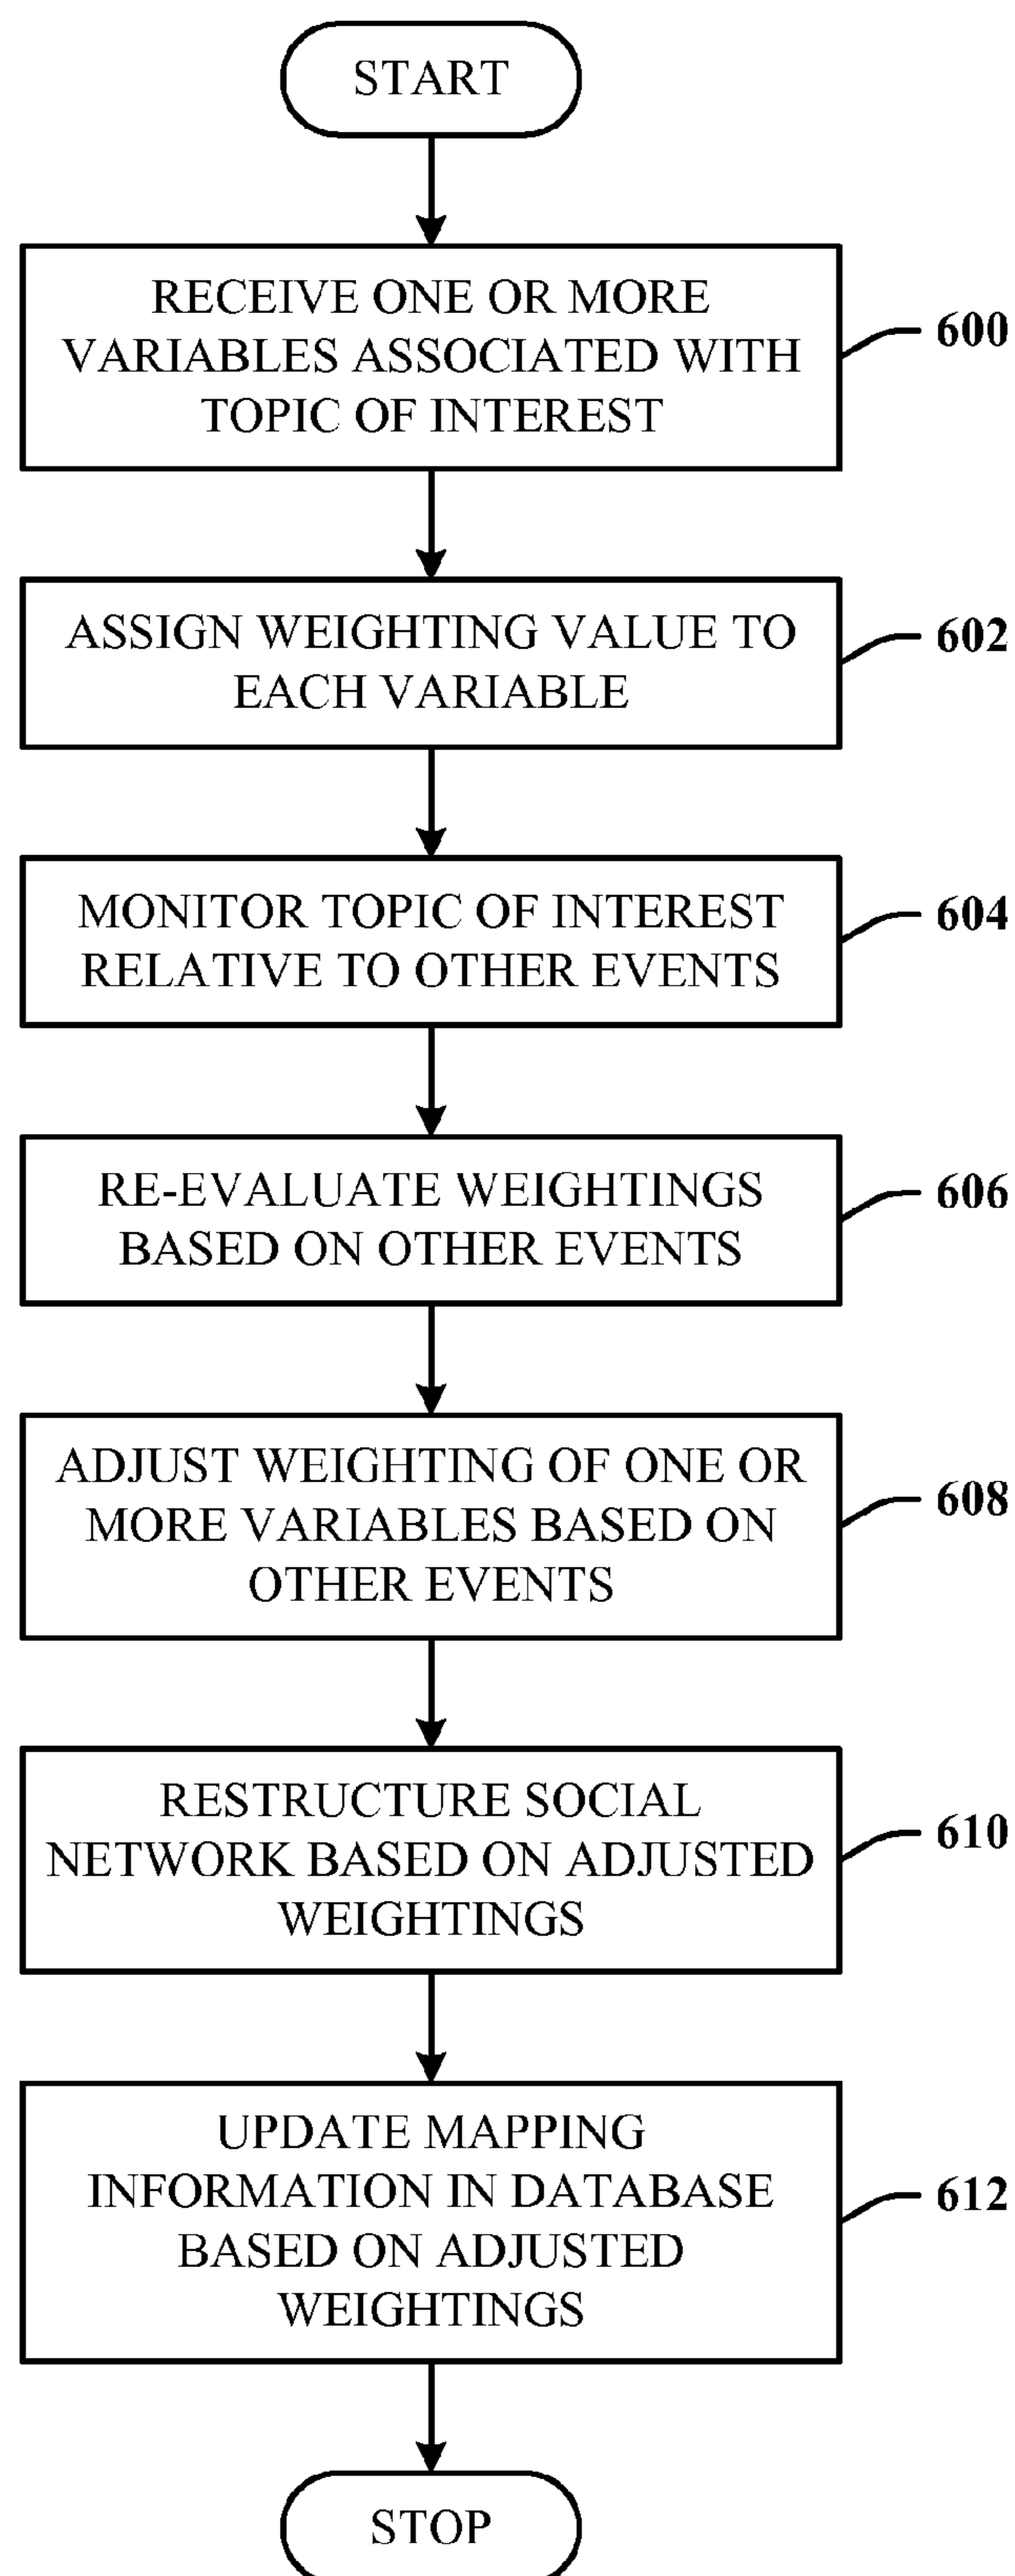 START
RECEIVE ONE OR MORE
VARIABLES ASSOCIATED WITH
TOPIC OF INTEREST
600
ASSIGN WEIGHTING VALUE TO
EACH VARIABLE
602
MONITOR TOPIC OF INTEREST
RELATIVE TO OTHER EVENTS
604
RE-EVALUATE WEIGHTINGS
BASED ON OTHER EVENTS
606
ADJUST WEIGHTING OF ONE OR
MORE VARIABLES BASED ON
OTHER EVENTS
608
RESTRUCTURE SOCIAL
NETWORK BASED ON ADJUSTED
WEIGHTINGS
610
UPDATE MAPPING
INFORMATION IN DATABASE
BASED ON ADJUSTED
WEIGHTINGS
612
STOP